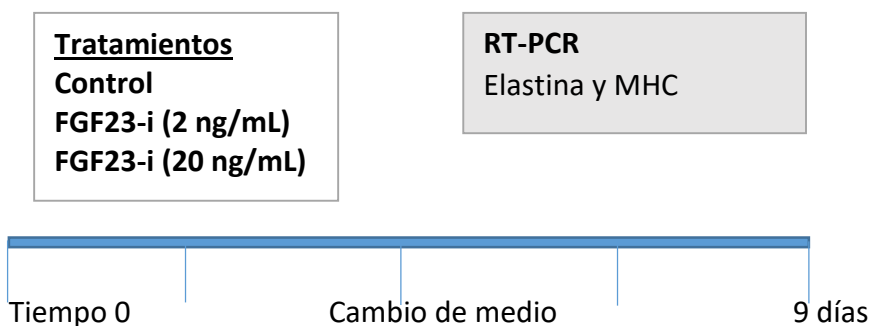 Tratamientos
Control
FGF23-i (2 ng/mL)
FGF23-i (20 ng/mL)
RT-PCR
Elastina y MHC
Tiempo 0
Cambio de medio
9 días